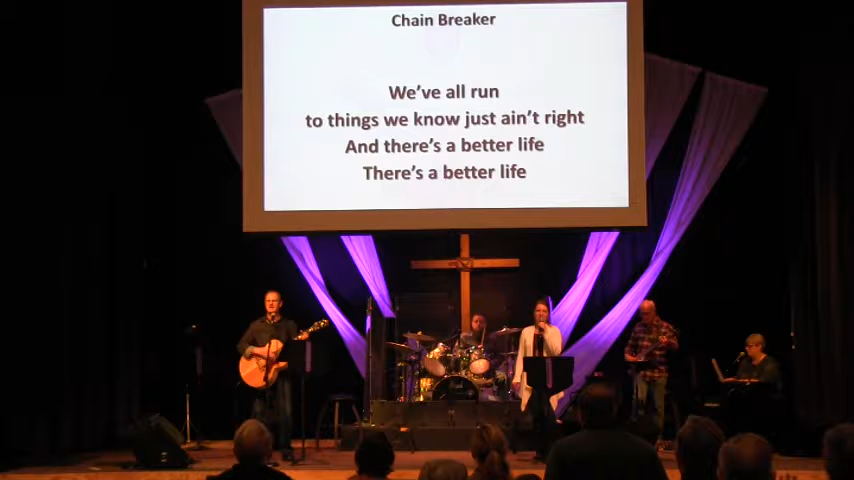 Chain Breaker
We've all run
to things we know just ain't right
And there's a better life
There's a better life